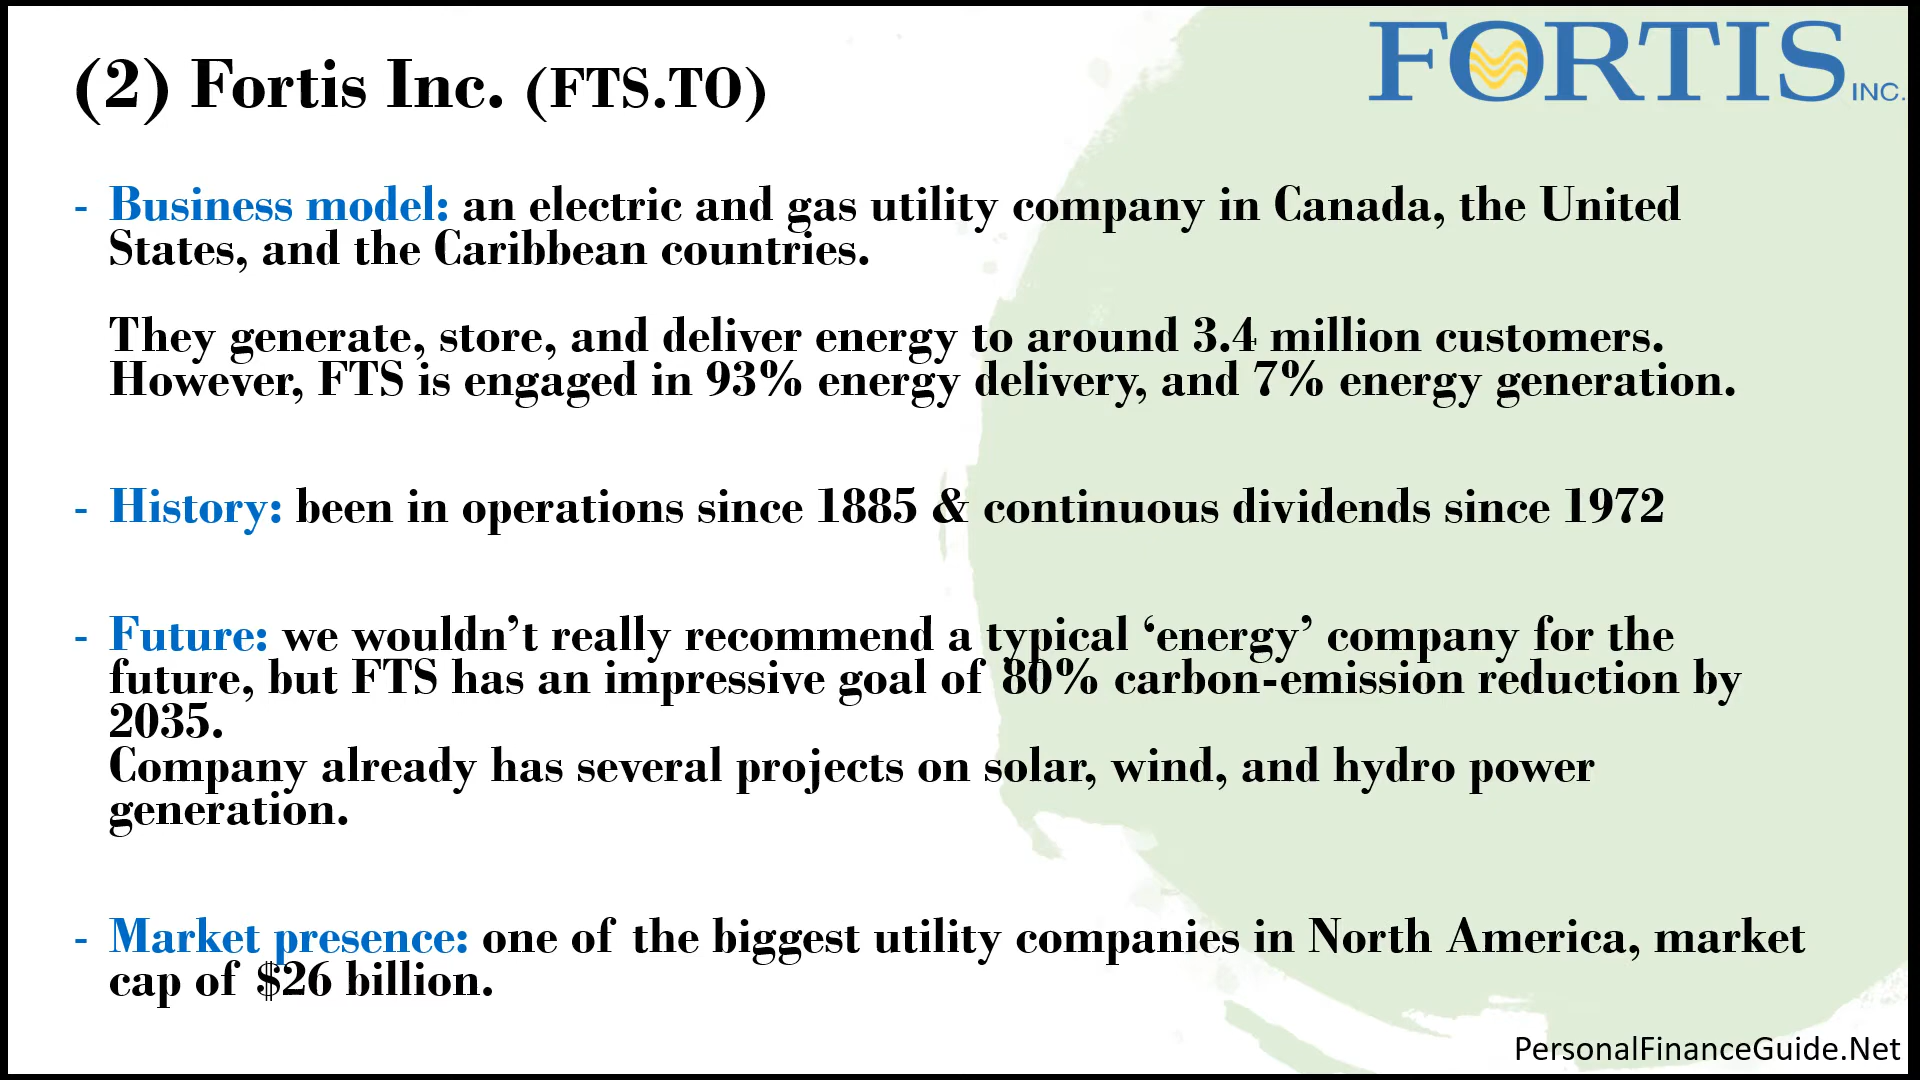 (2) Fortis Inc. (FTS.TO)
FORTIS INC.
- Business model: an electric and gas utility company in Canada, the United
States, and the Caribbean countries.
They generate, store, and deliver energy to around 3.4 million customers.
However, FTS is engaged in 93% energy delivery, and 7% energy generation.
- History: been in operations since 1885 & continuous dividends since 1972
- Future: we wouldn’t really recommend a typical ‘energy’ company for the
future, but FTS has an impressive goal of 80% carbon-emission reduction by
2035.
Company already has several projects on solar, wind, and hydro power
generation.
- Market presence: one of the biggest utility companies in North America, market
cap of $26 billion.
PersonalFinanceGuide.Net